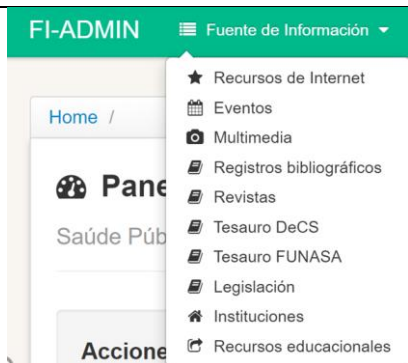 FI-ADMIN Fuente de Información
Recursos de Internet
Eventos
Multimedia
Registros bibliográficos
Revistas
Tesauro DeCS
Tesauro FUNASA
Legislación
Instituciones
Recursos educacionales
Home /
Pane
Saúde Púb
Accione